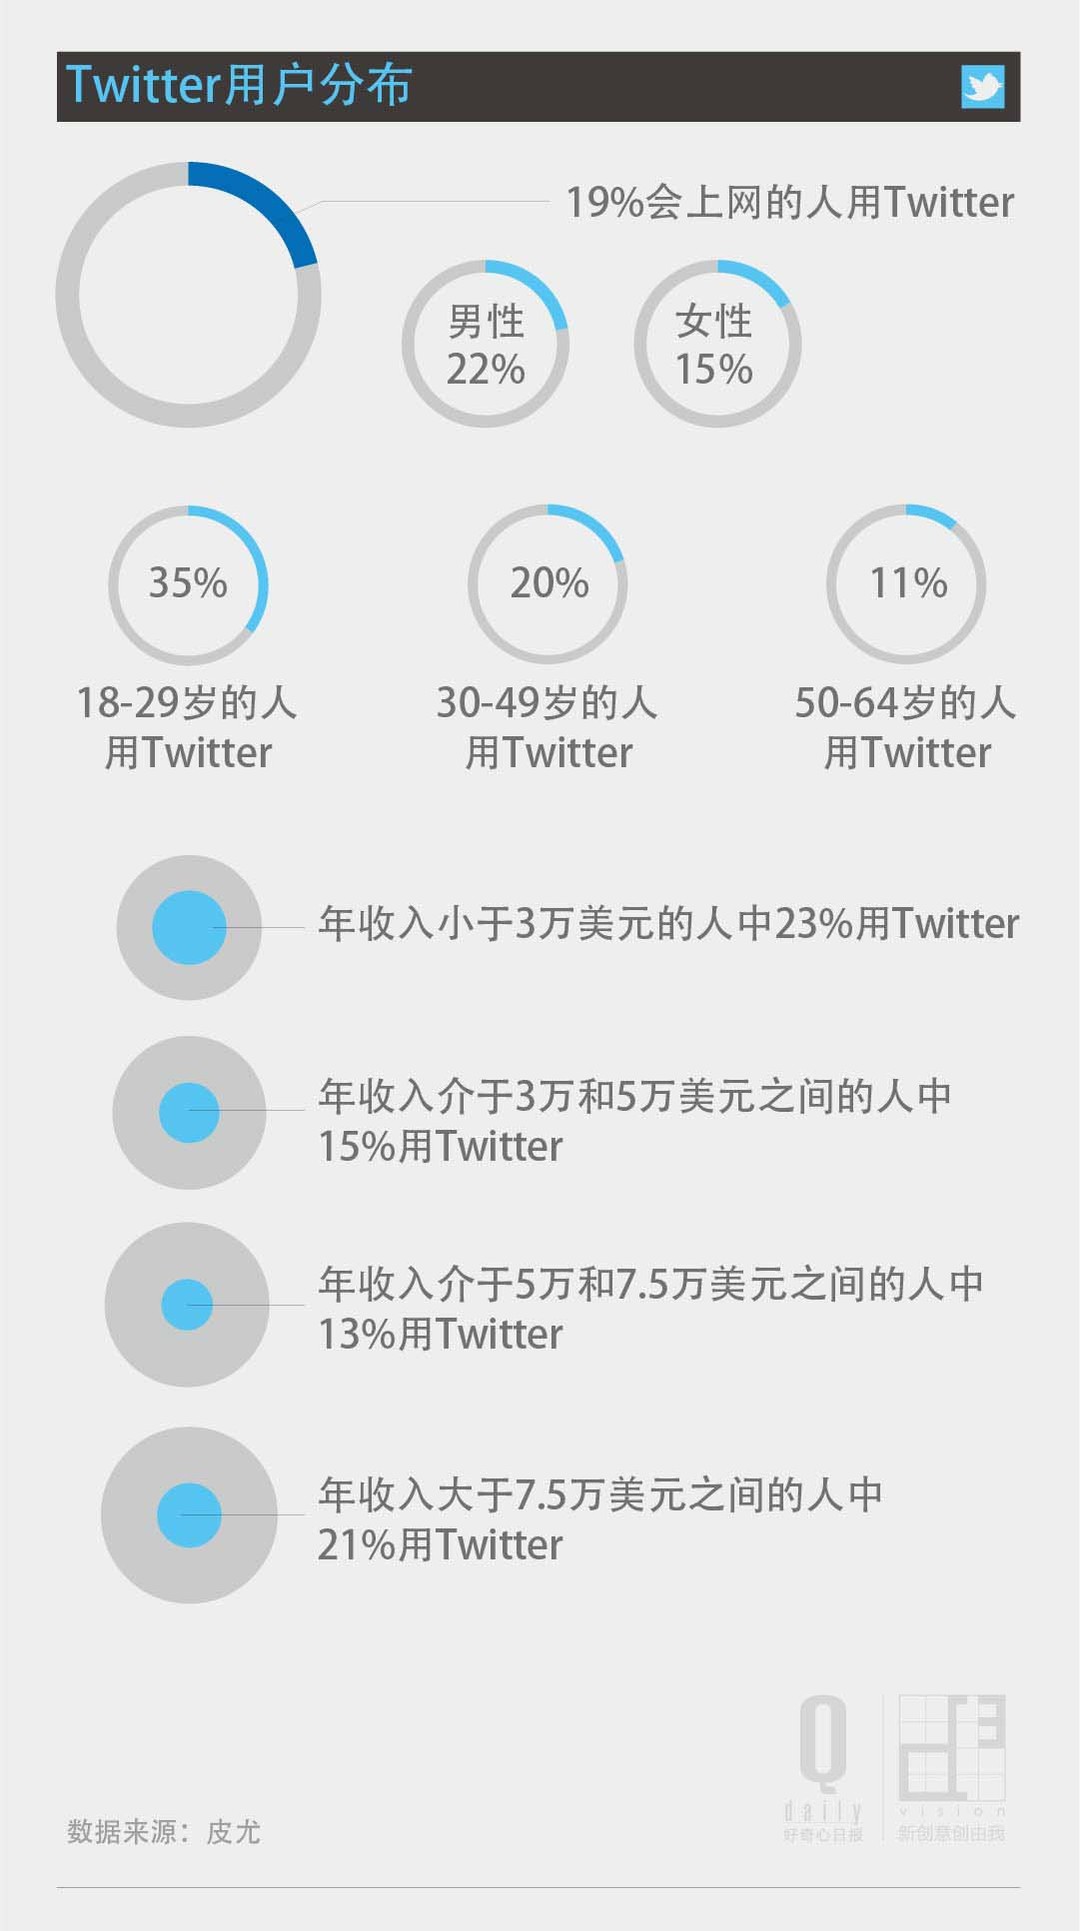 Twitter用户分布
19%会上网的人用Twitter
男性
22%
女性
15%
35%
18-29岁的人
用Twitter
20%
30-49岁的人
用Twitter
11%
50-64岁的人
用Twitter
年收入小于3万美元的人中23%用Twitter
年收入介于3万和5万美元之间的人中
15%用Twitter
年收入介于5万和7.5万美元之间的人中
13%用Twitter
年收入大于7.5万美元之间的人中
21%用Twitter
数据来源：皮尤
Q
daily
好奇心日报
vision
新创意创由我